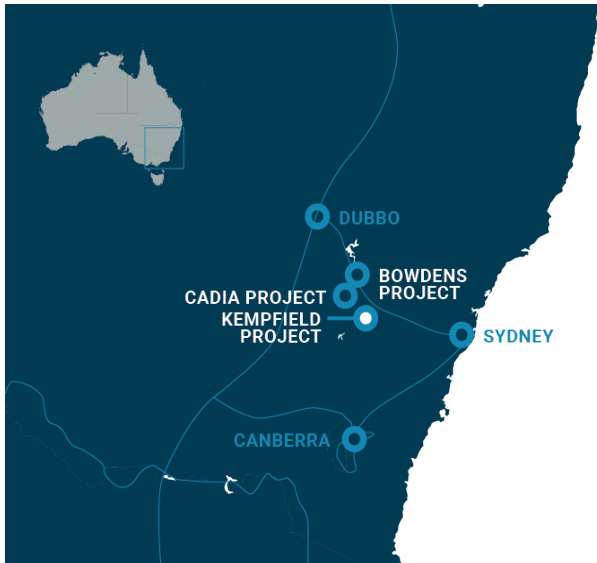 DUBBO
BOWDENS
PROJECT
CADIA PROJECT
KEMPFIELD
PROJECT
SYDNEY
CANBERRA